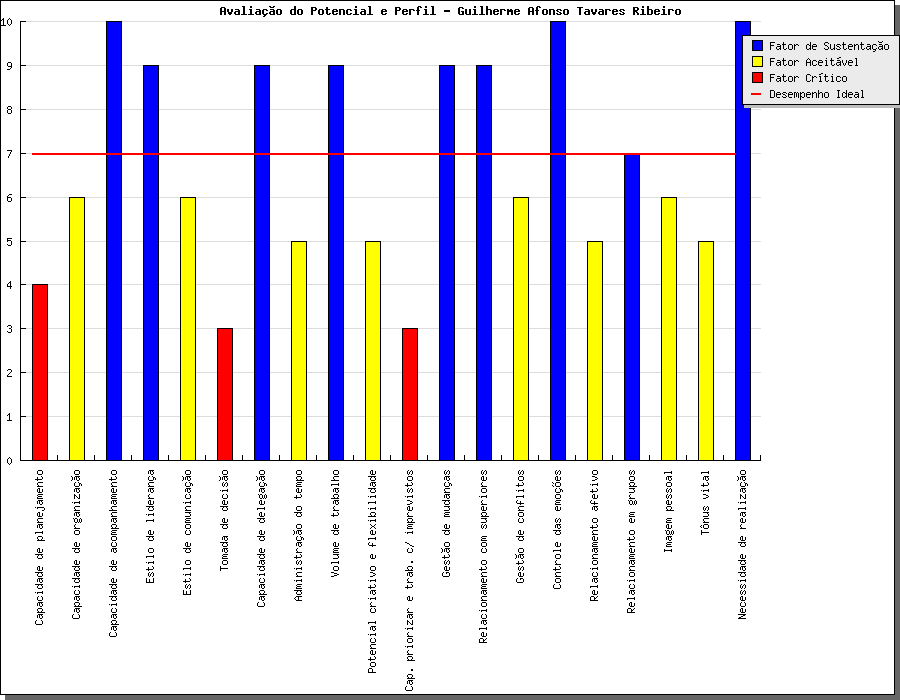 Avaliação do Potencial e Perfil - Guilherme Afonso Tavares Ribeiro
10
9
8
7
6
5
4
3
2
1
0
Fator de Sustentação
Fator Aceitável
Fator Crítico
Desempenho Ideal
Capacidade de planejamento
Capacidade de organização
Capacidade de acompanhamento
Estilo de liderança
Estilo de comunicação
Tomada de decisão
Capacidade de delegação
Administração do tempo
Volume de trabalho
Potencial criativo e flexibilidade
Cap. priorizar e trab. c/ imprevistos
Gestão de mudanças
Relacionamento com superiores
Gestão de conflitos
Controle das emoções
Relacionamento afetivo
Relacionamento em grupos
Imagem pessoal
Tônus vital
Necessidade de realização